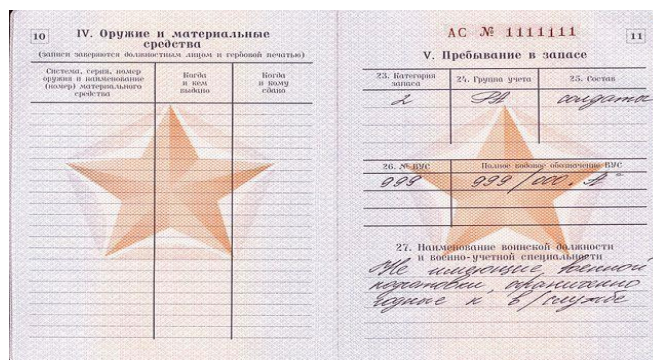 10
IV. Оружие и материальные
средства
(записи заверяются должностным лицом и гербовой печатью)
Система, серия, номер
оружия и наименование
(номер) материального
средства
Когда
и кем
выдано
Когда
и кому
сдано
АС № 1111111
11
V. Пребывание в запасе
23. Категория
запаса
24. Группа учета
25. Состав
2
РА
солдаты
26. № ВУС
Полное кодовое обозначение ВУС
999
999/000 „А“
27. Наименование воинской должности
и военно-учетной специальности
Не имеющие военной
подготовки, ограниченно
годные к в/службе